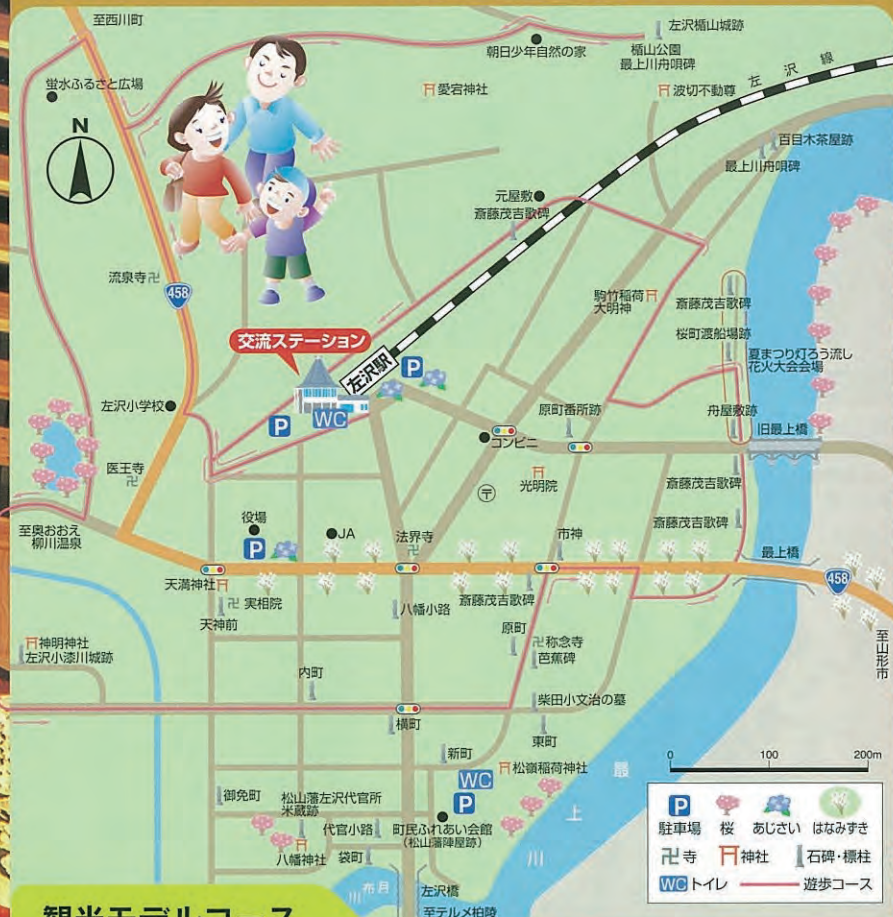 至西川町
左沢楯山城跡
朝日少年自然の家
楯山公園
最上川舟唄碑
蛍水ふるさと広場
愛宕神社
波切不動尊
左沢線
N
百目木茶屋跡
最上川舟唄碑
元屋敷
斎藤茂吉歌碑
流泉寺
458
駒竹稲荷
大明神
斎藤茂吉歌碑
桜町渡船場跡
交流ステーション
左沢駅
P
夏まつり灯ろう流し
花火大会会場
左沢小学校
P
WC
原町番所跡
舟屋敷跡
旧最上橋
コンビニ
医王寺
光明院
斎藤茂吉歌碑
〒
役場
斎藤茂吉歌碑
至奥おおえ
柳川温泉
P
JA
法界寺
市神
最上橋
天満神社
458
実相院
斎藤茂吉歌碑
天神前
八幡小路
至山形市
原町
称念寺
芭蕉碑
神明神社
左沢小漆川城跡
内町
柴田小文治の墓
横町
東町
0 100 200m
新町
松嶺稲荷神社
最上川
WC
P
御免町
松山藩左沢代官所
米蔵跡
代官小路
町民ふれあい会館
(松山藩陣屋跡)
八幡神社
袋町
月布川
左沢橋
至テルメ柏陵
P 駐車場 桜 あじさい はなみずき
卍寺 神社 石碑・標柱
WC トイレ 遊歩コース
観光モデルコース